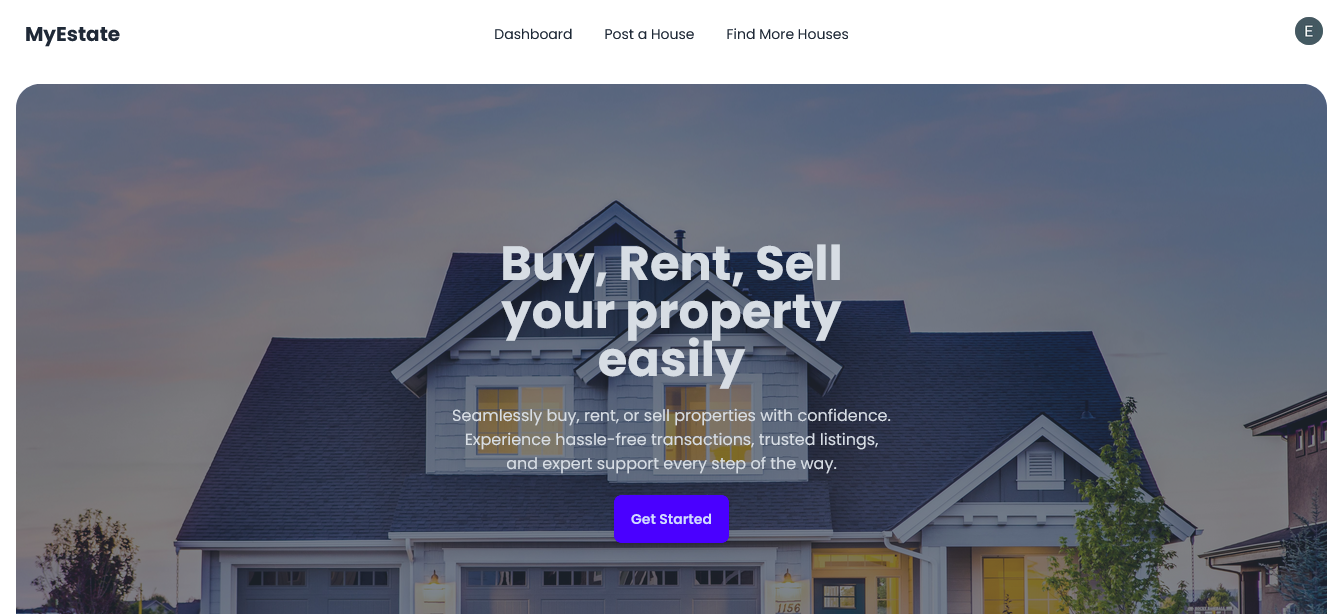 MyEstate
Dashboard Post a House Find More Houses
E
Buy, Rent, Sell
your property
easily
Seamlessly buy, rent, or sell properties with confidence.
Experience hassle-free transactions, trusted listings,
and expert support every step of the way.
Get Started
1156